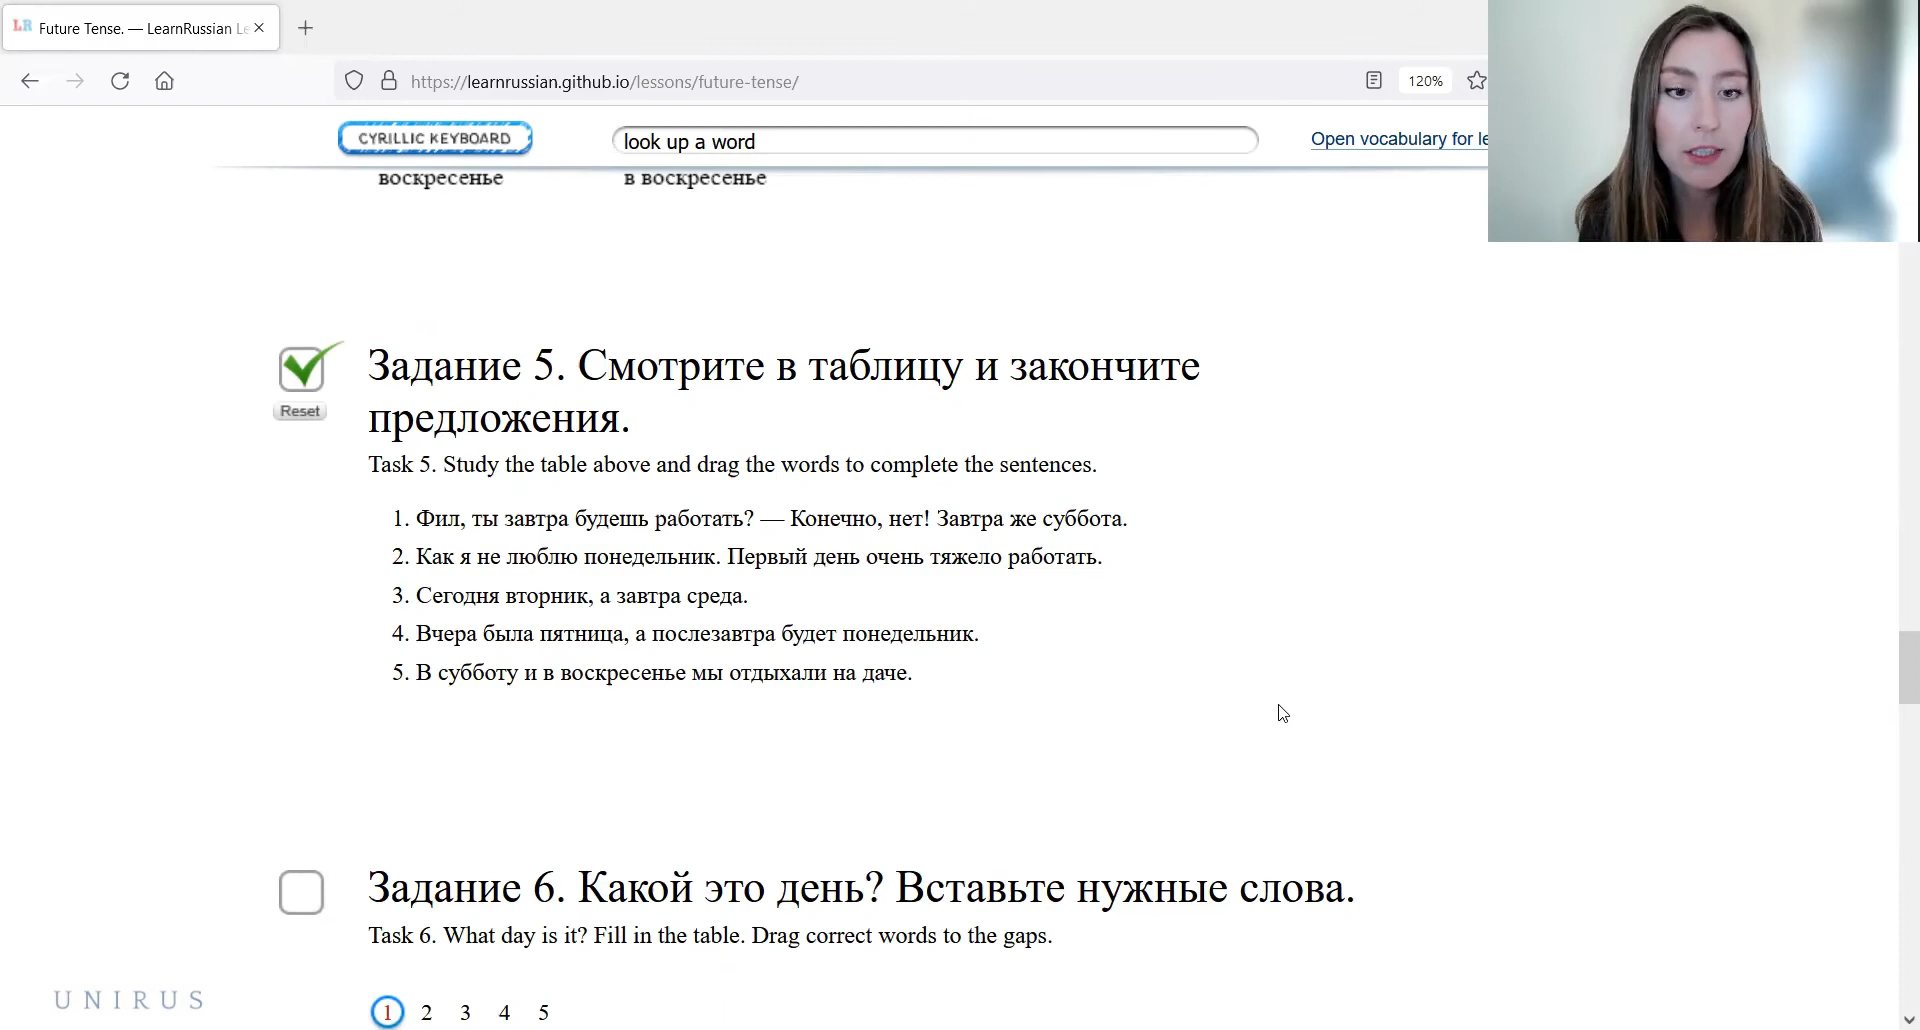 Future Tense. — LearnRussian Le
https://learnrussian.github.io/lessons/future-tense/
120%
CYRILLIC KEYBOARD
look up a word
Open vocabulary for le
воскресенье в воскресенье
Задание 5. Смотрите в таблицу и закончите
предложения.
Reset
Task 5. Study the table above and drag the words to complete the sentences.
1. Фил, ты завтра будешь работать? — Конечно, нет! Завтра же суббота.
2. Как я не люблю понедельник. Первый день очень тяжело работать.
3. Сегодня вторник, а завтра среда.
4. Вчера была пятница, а послезавтра будет понедельник.
5. В субботу и в воскресенье мы отдыхали на даче.
Задание 6. Какой это день? Вставьте нужные слова.
Task 6. What day is it? Fill in the table. Drag correct words to the gaps.
UNIRUS
1 2 3 4 5